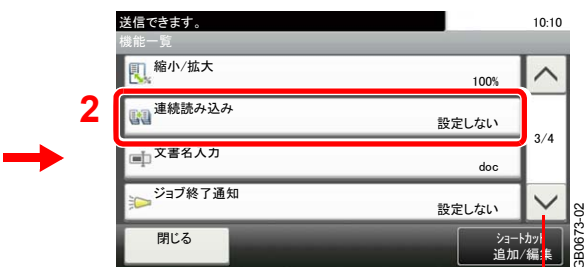 送信できます。
10:10
機能一覧
縮小/拡大
100%
2
連続読み込み
設定しない
3/4
文書名入力
doc
ジョブ終了通知
設定しない
閉じる
ショートカット
追加/編集
GB0673-02